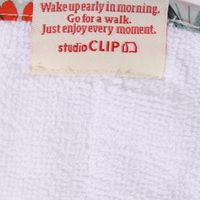 Wake up early in morning.
Go for a walk.
Just enjoy every moment.
studio CLIP